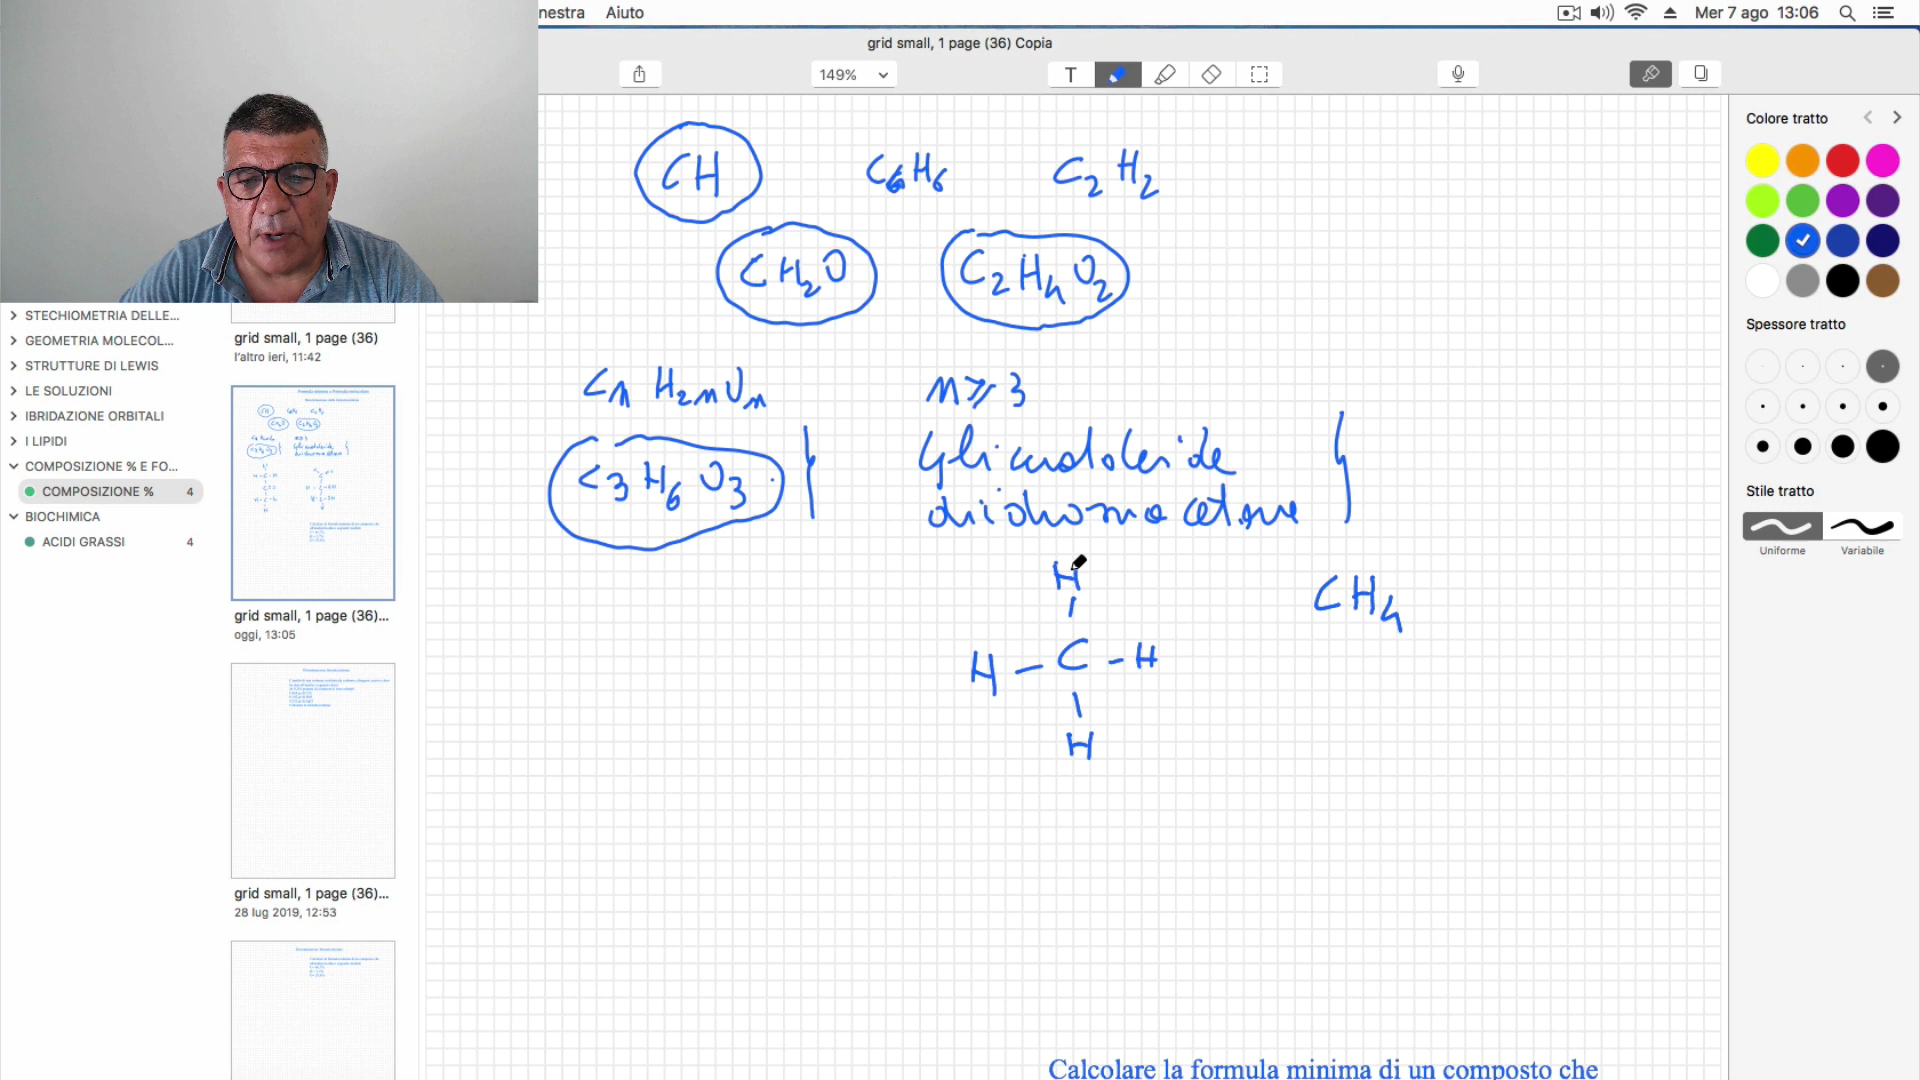 nestra Aiuto
Mer 7 ago 13:06
grid small, 1 page (36) Copia
149%
T
Colore tratto
Spessore tratto
Stile tratto
Uniforme Variabile
STECHIOMETRIA DELLE...
GEOMETRIA MOLECOL...
STRUTTURE DI LEWIS
LE SOLUZIONI
IBRIDAZIONE ORBITALI
I LIPIDI
COMPOSIZIONE % E FO...
COMPOSIZIONE % 4
BIOCHIMICA
ACIDI GRASSI 4
grid small, 1 page (36)
l'altro ieri, 11:42
grid small, 1 page (36)...
oggi, 13:05
grid small, 1 page (36)...
28 lug 2019, 12:53
CH C6H6 C2H2
CH2O C2H4O2
CnH2nOn n≥3
C3H6O3
H
H - C - H
H
CH4
Calcolare la formula minima di un composto che